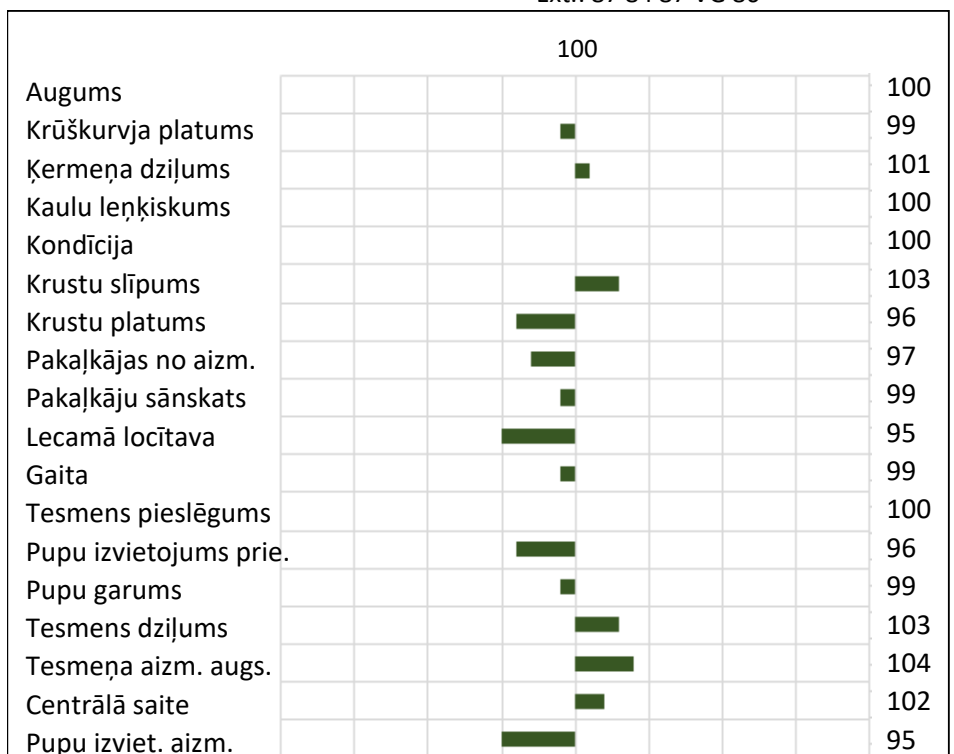 100
Augums 100
Krūškurvja platums 99
Ķermeņa dziļums 101
Kaulu leņķiskums 100
Kondīcija 100
Krustu slīpums 103
Krustu platums 96
Pakaļkājas no aizm. 97
Pakaļkāju sānskats 99
Lecamā locītava 95
Gaita 99
Tesmens pieslēgums 100
Pupu izvietojums prie. 96
Pupu garums 99
Tesmens dziļums 103
Tesmeņa aizm. augs. 104
Centrālā saite 102
Pupu izviet. aizm. 95